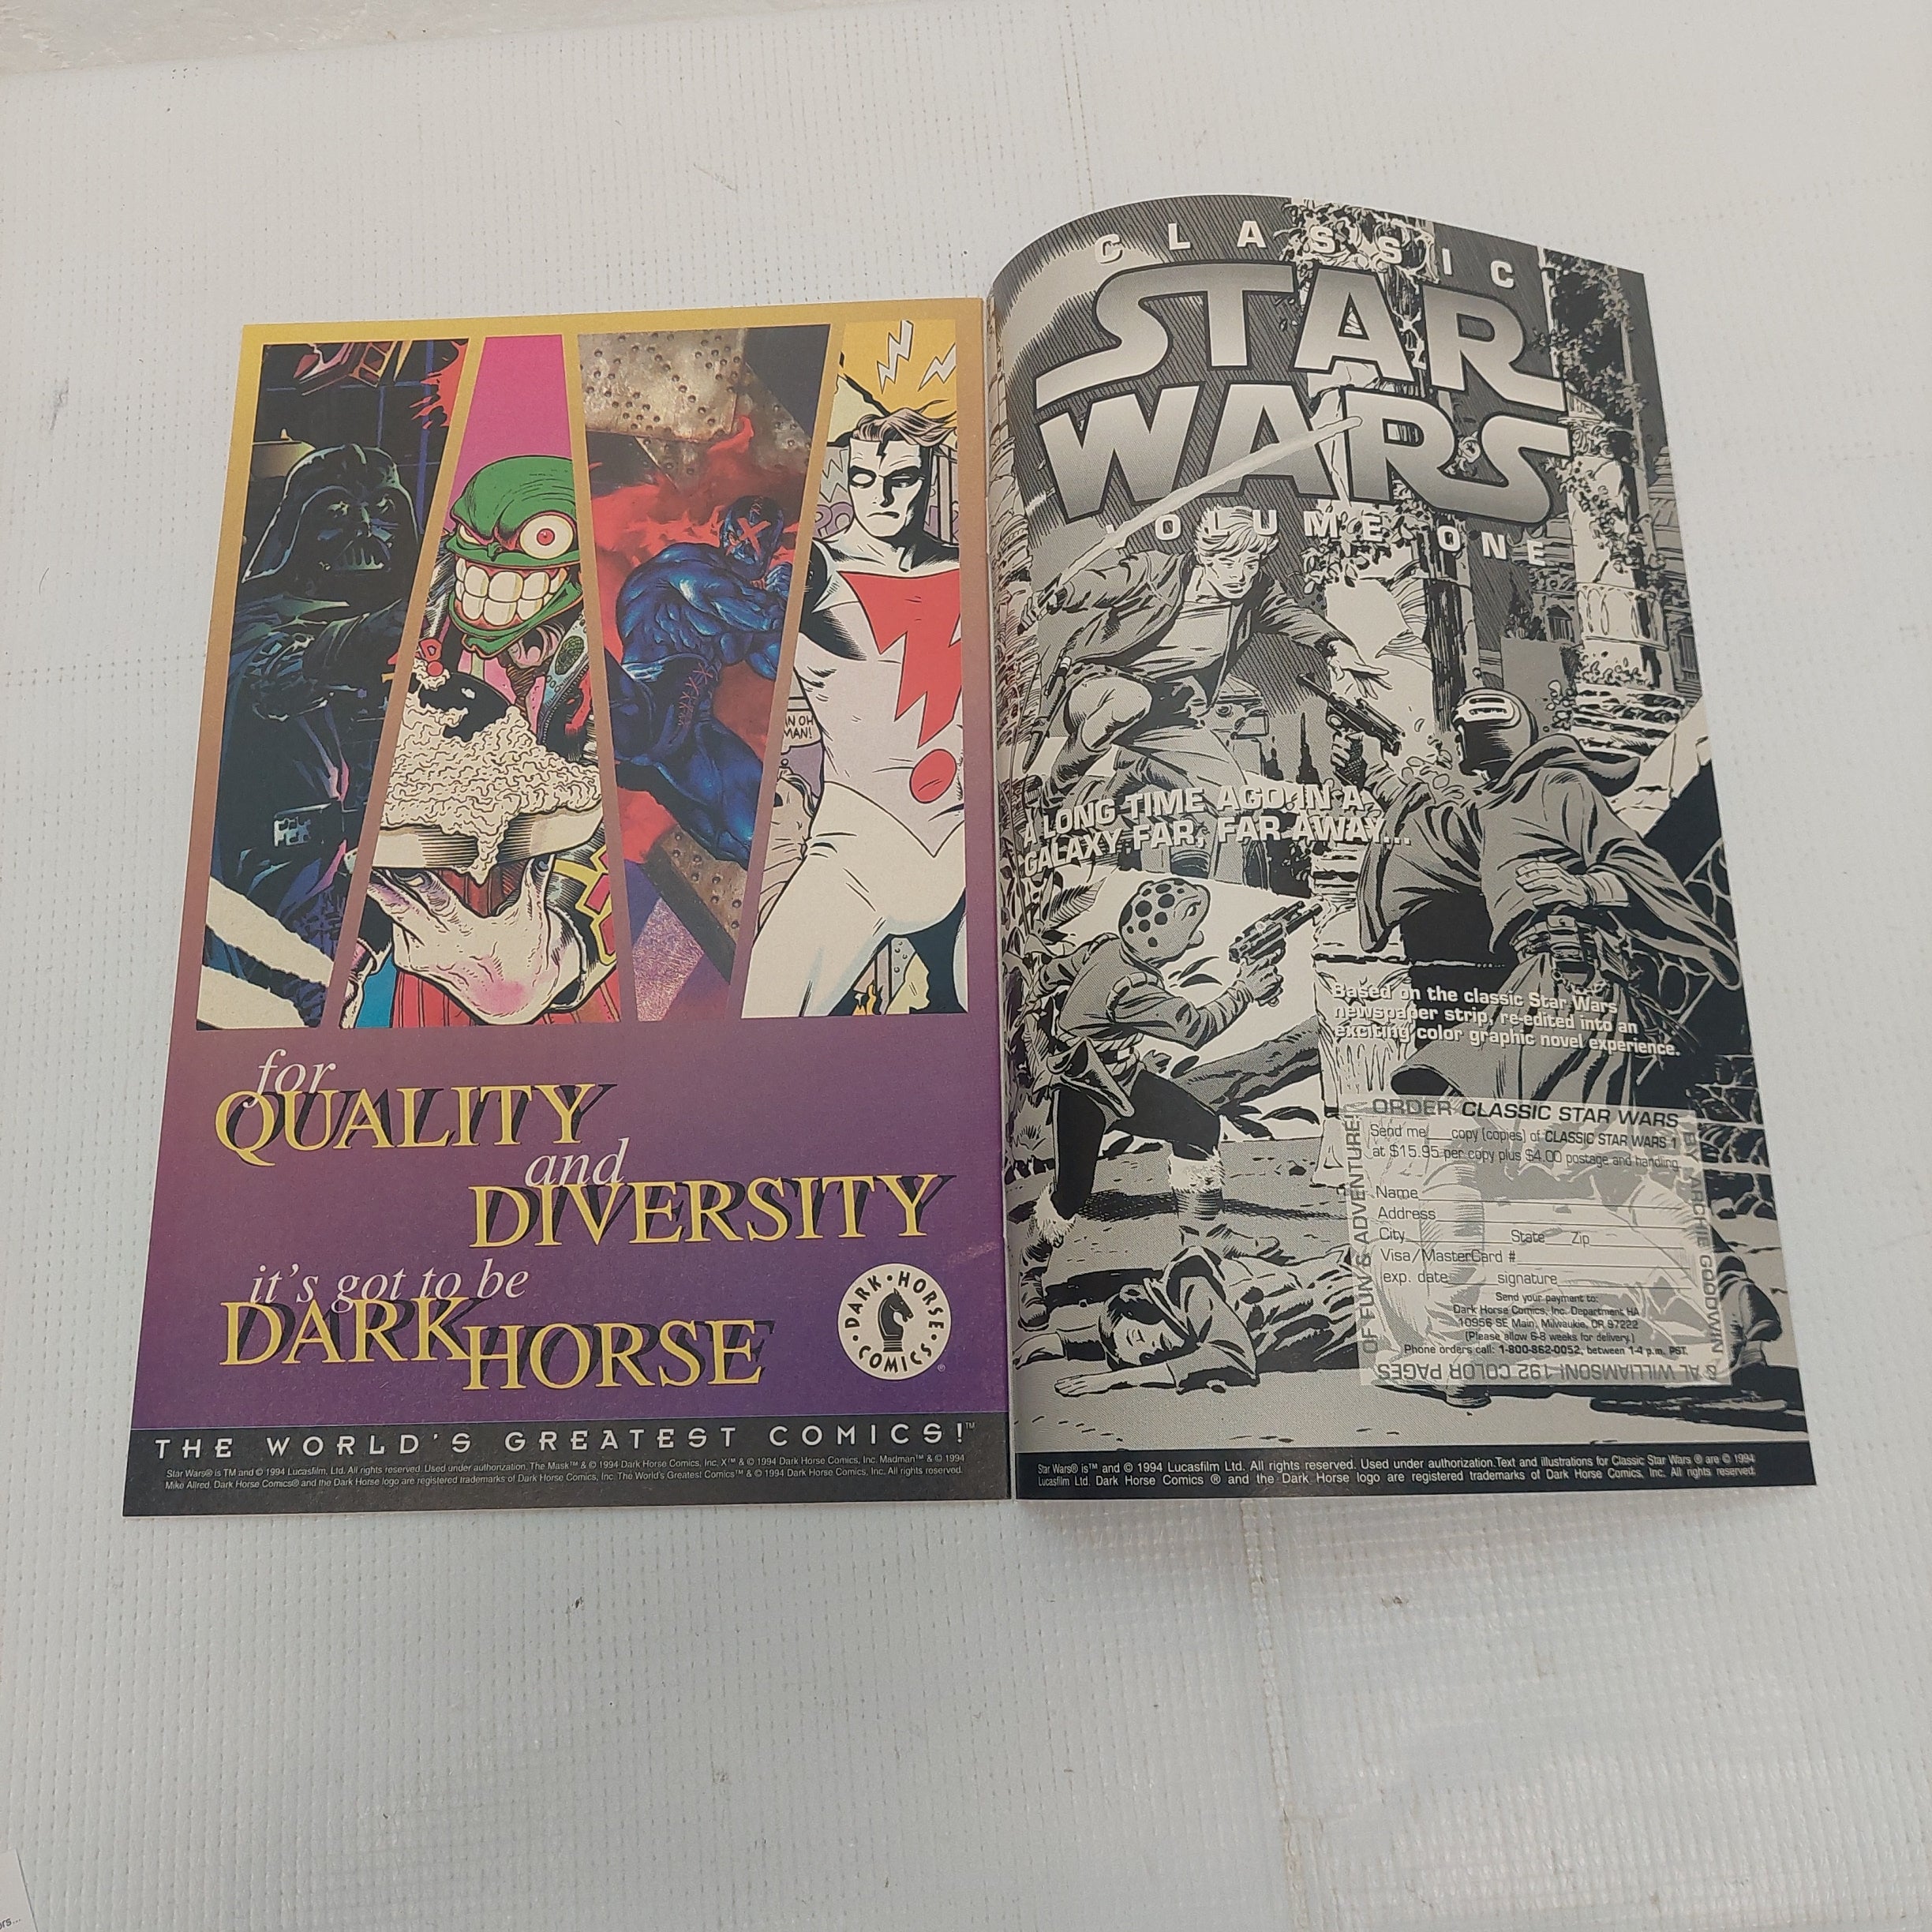 for
QUALITY
and
DIVERSITY
it's got to be
DARK HORSE
DARK·HORSE·COMICS·
®
THE WORLD'S GREATEST COMICS!™
Star Wars® is TM and © 1994 Lucasfilm, Ltd. All rights reserved. Used under authorization. The Mask™ & © 1994 Dark Horse Comics, Inc. X™ & © 1994 Dark Horse Comics, Inc. Madman™ & © 1994
Mike Allred. Dark Horse Comics® and the Dark Horse logo are registered trademarks of Dark Horse Comics, Inc. The World's Greatest Comics™ & © 1994 Dark Horse Comics, Inc. All rights reserved.
OH
MAN!
CLASSIC
STAR
WARS
VOLUME ONE
A LONG TIME AGO IN A
GALAXY FAR, FAR AWAY...
Based on the classic Star Wars
newspaper strip, re-edited into an
exciting color graphic novel experience.
ORDER CLASSIC STAR WARS
Send me copy (copies) of CLASSIC STAR WARS 1
at $15.95 per copy plus $4.00 postage and handling
Name
Address
City State Zip
Visa/MasterCard #
exp. date signature
Send your payment to:
Dark Horse Comics, Inc. Department HA
10956 SE Main, Milwaukie, OR 97222
(Please allow 6-8 weeks for delivery.)
Phone orders call: 1-800-862-0052, between 1-4 p.m. PST.
BY ARCHIE GOODWIN &
AL WILLIAMSON! 192 COLOR PAGES
OF FUN & ADVENTURE!
Star Wars® is™ and © 1994 Lucasfilm Ltd. All rights reserved. Used under authorization.Text and illustrations for Classic Star Wars ® are © 1994
Lucasfilm Ltd. Dark Horse Comics ® and the Dark Horse logo are registered trademarks of Dark Horse Comics, Inc. All rights reserved.